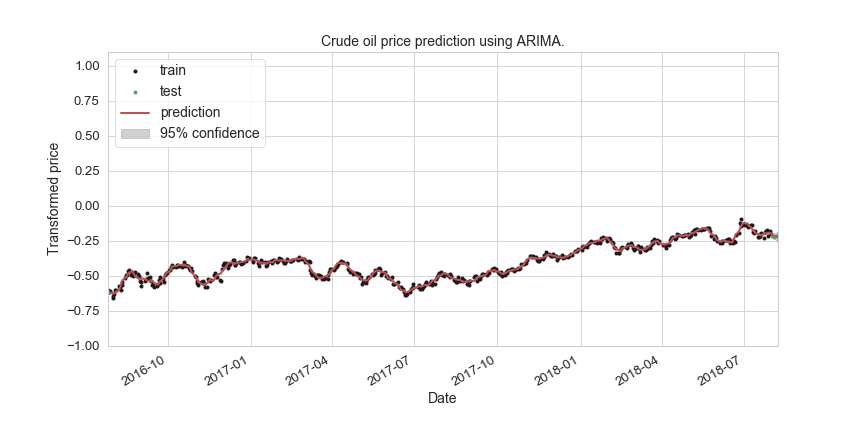 Crude oil price prediction using ARIMA.
1.00
0.75
0.50
0.25
0.00
−0.25
−0.50
−0.75
−1.00
Transformed price
train
test
prediction
95% confidence
2016-10
2017-01
2017-04
2017-07
2017-10
2018-01
2018-04
2018-07
Date